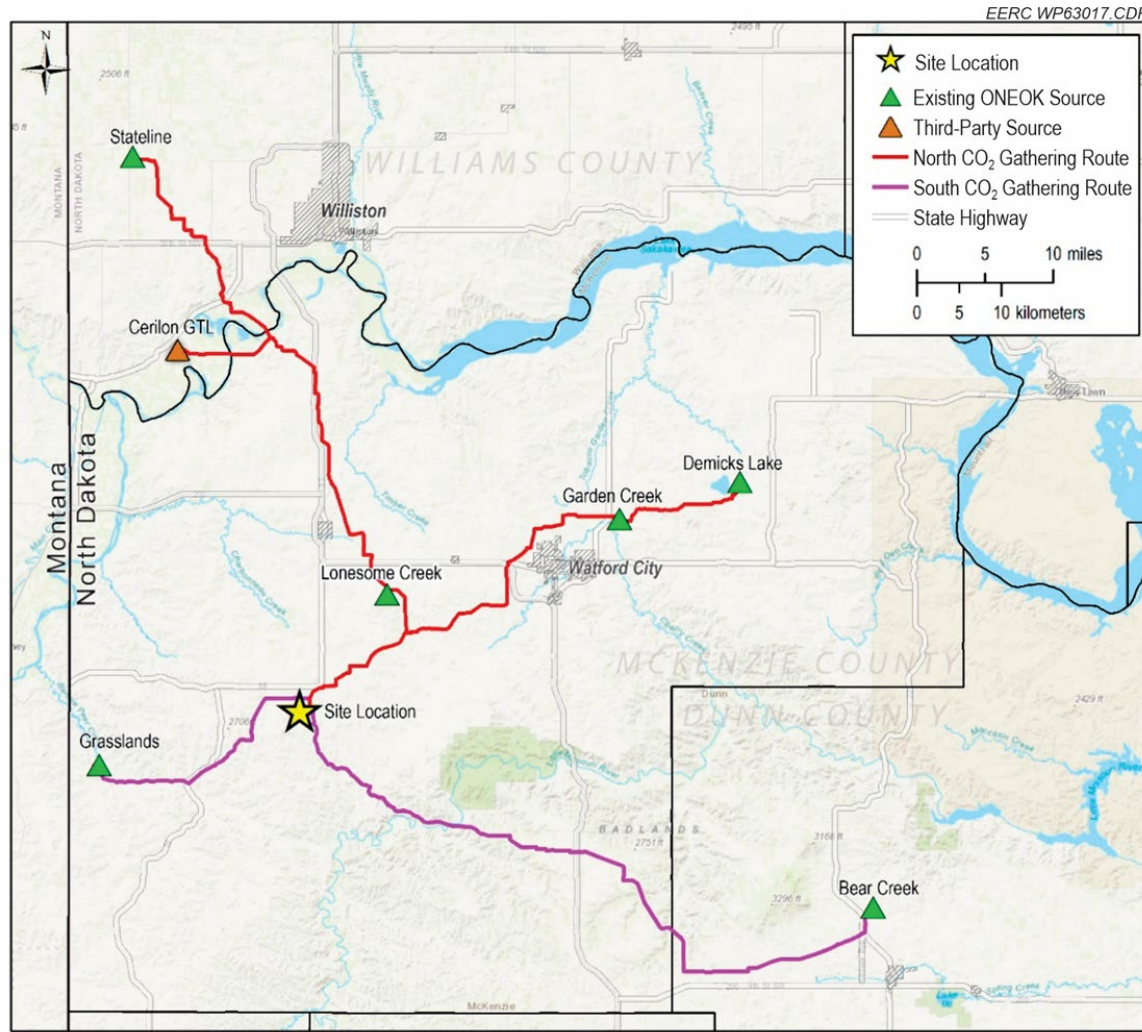 EERC WP63017.CDR
N
Site Location
Existing ONEOK Source
Third-Party Source
North CO₂ Gathering Route
South CO₂ Gathering Route
State Highway
0 5 10 miles
0 5 10 kilometers
2506 ft
Stateline
MONTANA
NORTH DAKOTA
WILLIAMS COUNTY
Williston
Cerilon GTL
Montana
North Dakota
Demicks Lake
Garden Creek
Watford City
Lonesome Creek
MCKENZIE COUNTY
Dunn
DUNN COUNTY
2429 ft
Site Location
Grasslands
BADLANDS
2751 ft
3168 ft
3296 ft
Bear Creek
McKenzie